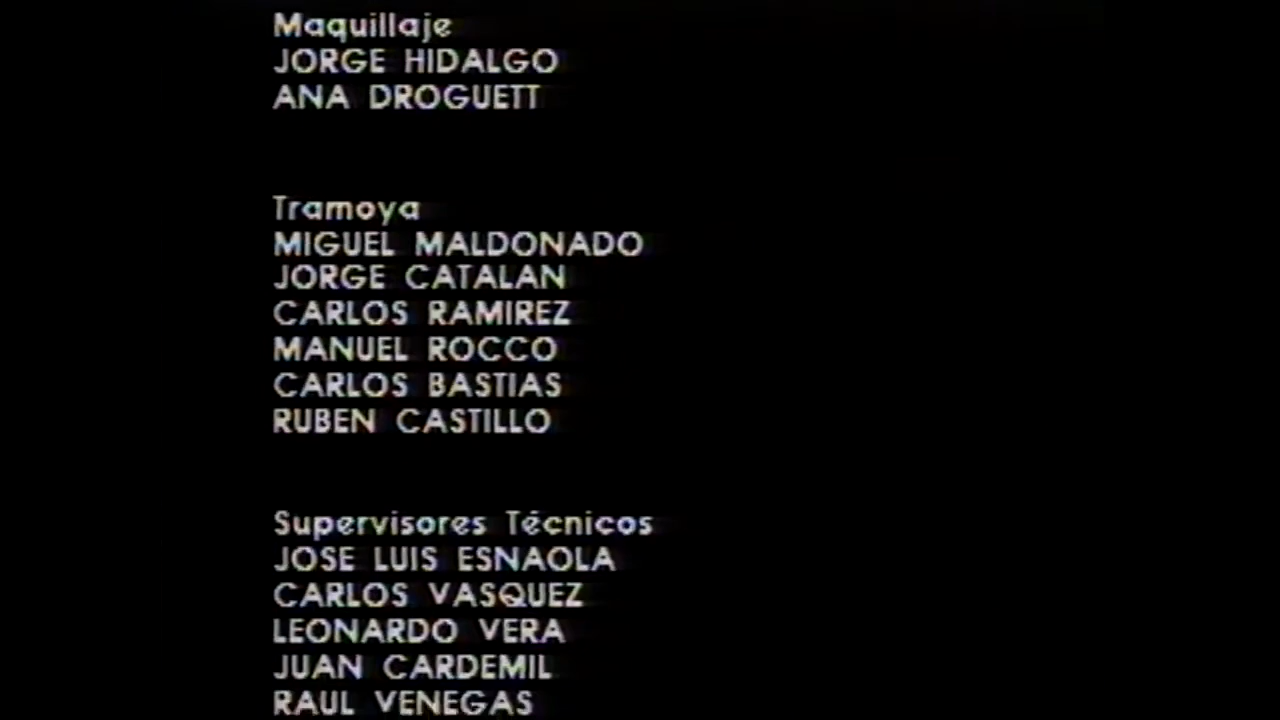 Maquillaje
JORGE HIDALGO
ANA DROGUETT
Tramoya
MIGUEL MALDONADO
JORGE CATALAN
CARLOS RAMIREZ
MANUEL ROCCO
CARLOS BASTIAS
RUBEN CASTILLO
Supervisores Técnicos
JOSE LUIS ESNAOLA
CARLOS VASQUEZ
LEONARDO VERA
JUAN CARDEMIL
RAUL VENEGAS